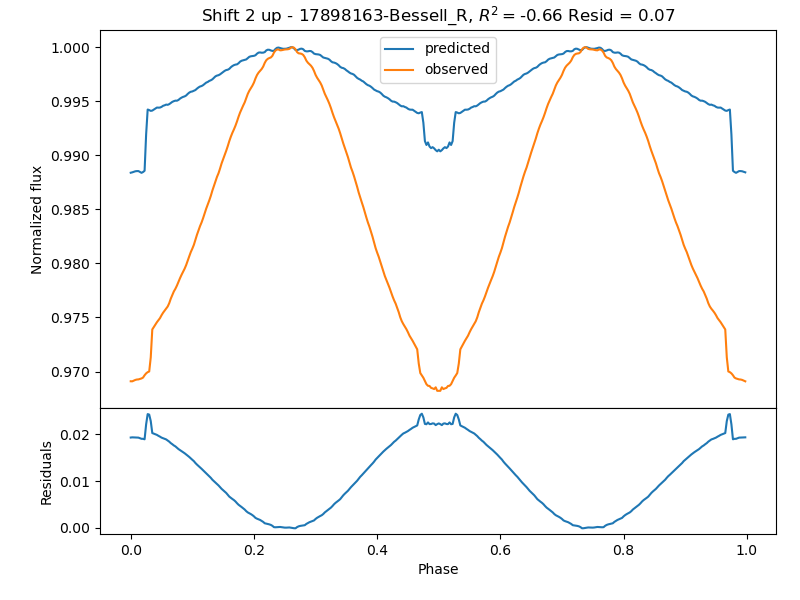 Shift 2 up - 17898163-Bessell_R, R² = -0.66 Resid = 0.07
predicted
observed
Normalized flux
1.000
0.995
0.990
0.985
0.980
0.975
0.970
Residuals
0.02
0.01
0.00
0.0 0.2 0.4 0.6 0.8 1.0
Phase